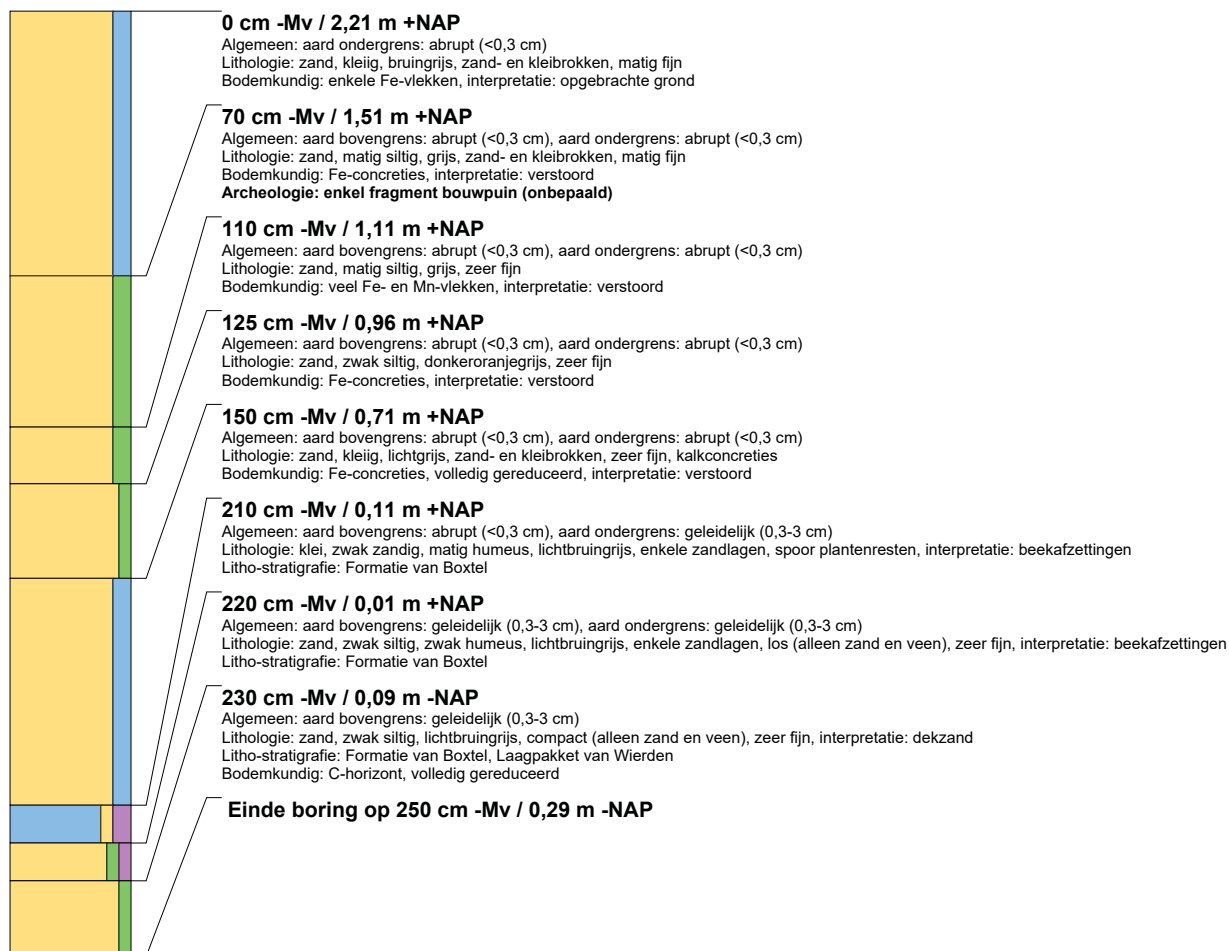 0 cm -Mv / 2,21 m +NAP
Algemeen: aard ondergrens: abrupt (<0,3 cm)
Lithologie: zand, kleiig, bruingrijs, zand- en kleibrokken, matig fijn
Bodemkundig: enkele Fe-vlekken, interpretatie: opgebrachte grond
70 cm -Mv / 1,51 m +NAP
Algemeen: aard bovengrens: abrupt (<0,3 cm), aard ondergrens: abrupt (<0,3 cm)
Lithologie: zand, matig siltig, grijs, zand- en kleibrokken, matig fijn
Bodemkundig: Fe-concreties, interpretatie: verstoord
Archeologie: enkel fragment bouwpuin (onbepaald)
110 cm -Mv / 1,11 m +NAP
Algemeen: aard bovengrens: abrupt (<0,3 cm), aard ondergrens: abrupt (<0,3 cm)
Lithologie: zand, matig siltig, grijs, zeer fijn
Bodemkundig: veel Fe- en Mn-vlekken, interpretatie: verstoord
125 cm -Mv / 0,96 m +NAP
Algemeen: aard bovengrens: abrupt (<0,3 cm), aard ondergrens: abrupt (<0,3 cm)
Lithologie: zand, zwak siltig, donkeroranjegrijs, zeer fijn
Bodemkundig: Fe-concreties, interpretatie: verstoord
150 cm -Mv / 0,71 m +NAP
Algemeen: aard bovengrens: abrupt (<0,3 cm), aard ondergrens: abrupt (<0,3 cm)
Lithologie: zand, kleiig, lichtgrijs, zand- en kleibrokken, zeer fijn, kalkconcreties
Bodemkundig: Fe-concreties, volledig gereduceerd, interpretatie: verstoord
210 cm -Mv / 0,11 m +NAP
Algemeen: aard bovengrens: abrupt (<0,3 cm), aard ondergrens: geleidelijk (0,3-3 cm)
Lithologie: klei, zwak zandig, matig humeus, lichtbruingrijs, enkele zandlagen, spoor plantenresten, interpretatie: beekafzettingen
Litho-stratigrafie: Formatie van Boxtel
220 cm -Mv / 0,01 m +NAP
Algemeen: aard bovengrens: geleidelijk (0,3-3 cm), aard ondergrens: geleidelijk (0,3-3 cm)
Lithologie: zand, zwak siltig, zwak humeus, lichtbruingrijs, enkele zandlagen, los (alleen zand en veen), zeer fijn, interpretatie: beekafzettingen
Litho-stratigrafie: Formatie van Boxtel
230 cm -Mv / 0,09 m -NAP
Algemeen: aard bovengrens: geleidelijk (0,3-3 cm)
Lithologie: zand, zwak siltig, lichtbruingrijs, compact (alleen zand en veen), zeer fijn, interpretatie: dekzand
Litho-stratigrafie: Formatie van Boxtel, Laagpakket van Wierden
Bodemkundig: C-horizont, volledig gereduceerd
Einde boring op 250 cm -Mv / 0,29 m -NAP